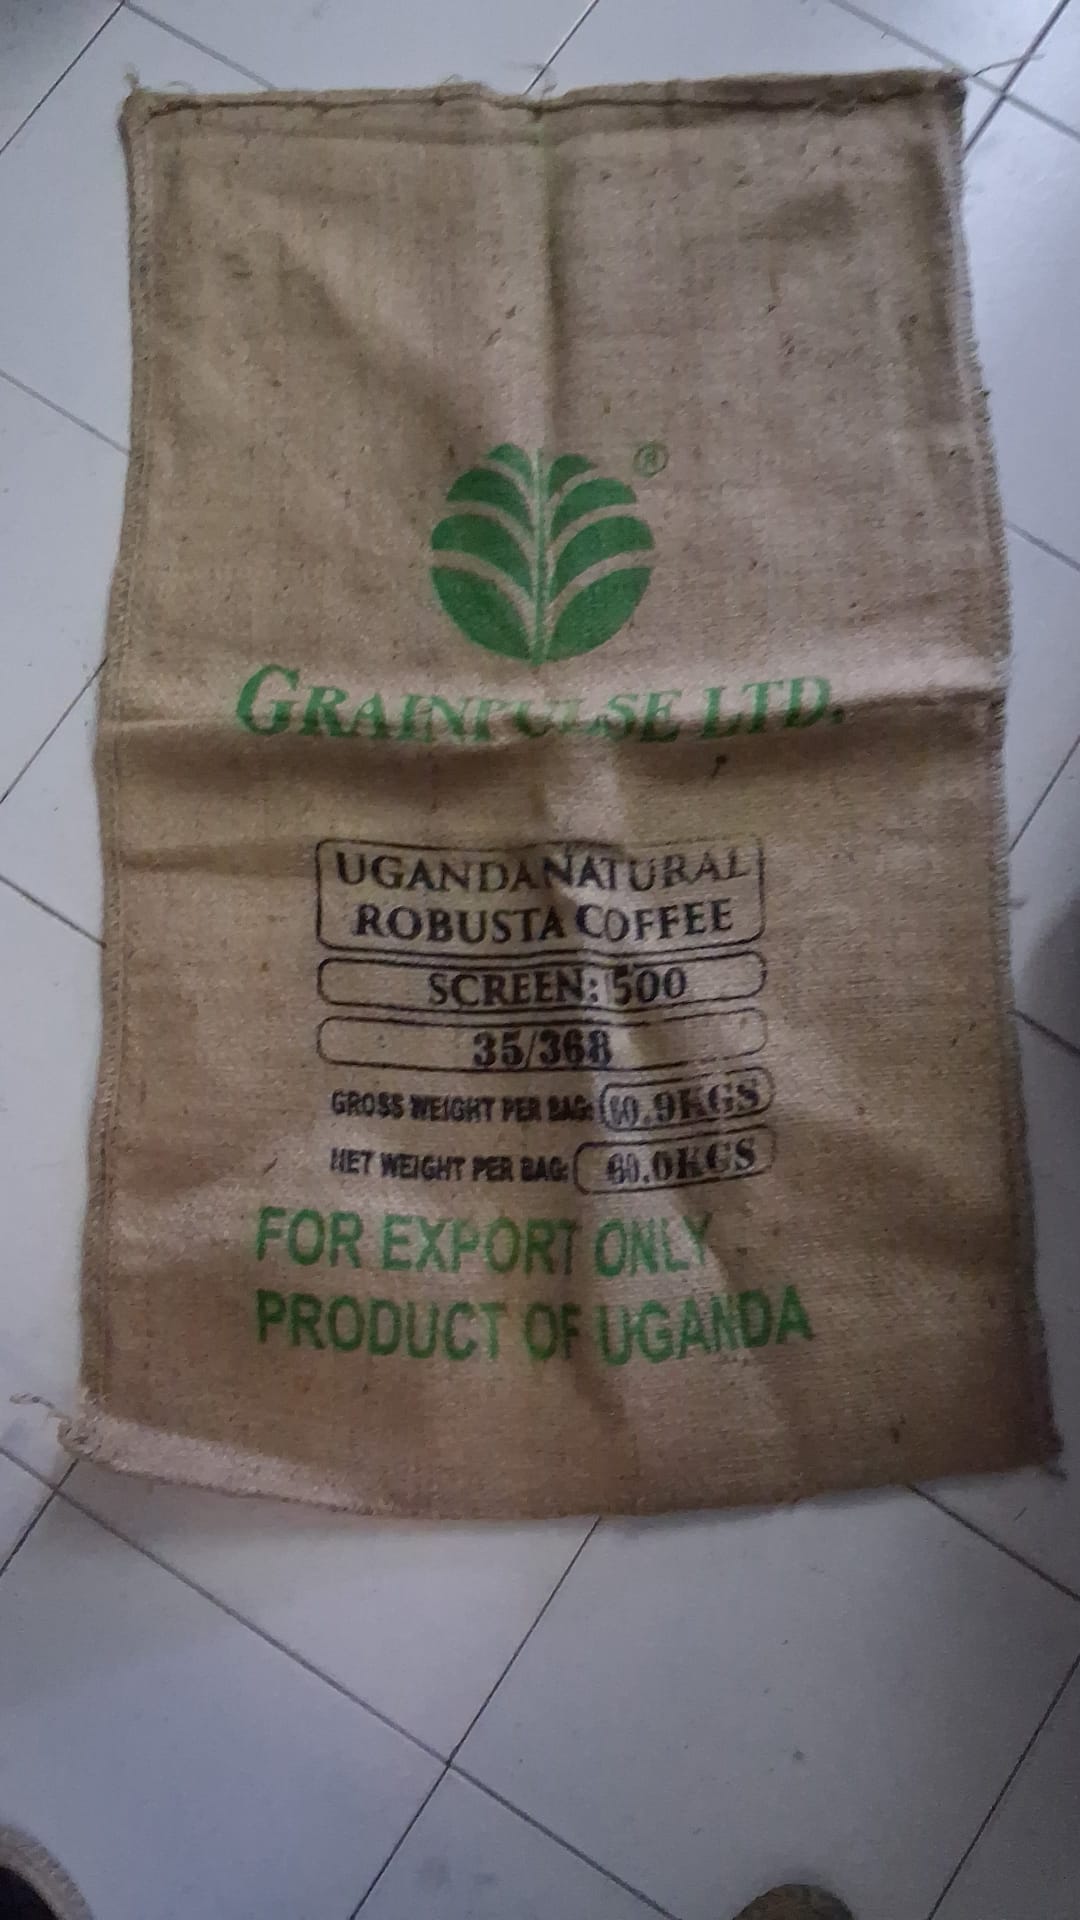 ®
GRAINPULSE LTD.
UGANDA NATURAL
ROBUSTA COFFEE
SCREEN: 500
35/368
GROSS WEIGHT PER BAG: 60.9KGS
NET WEIGHT PER BAG: 60.0KGS
FOR EXPORT ONLY
PRODUCT OF UGANDA